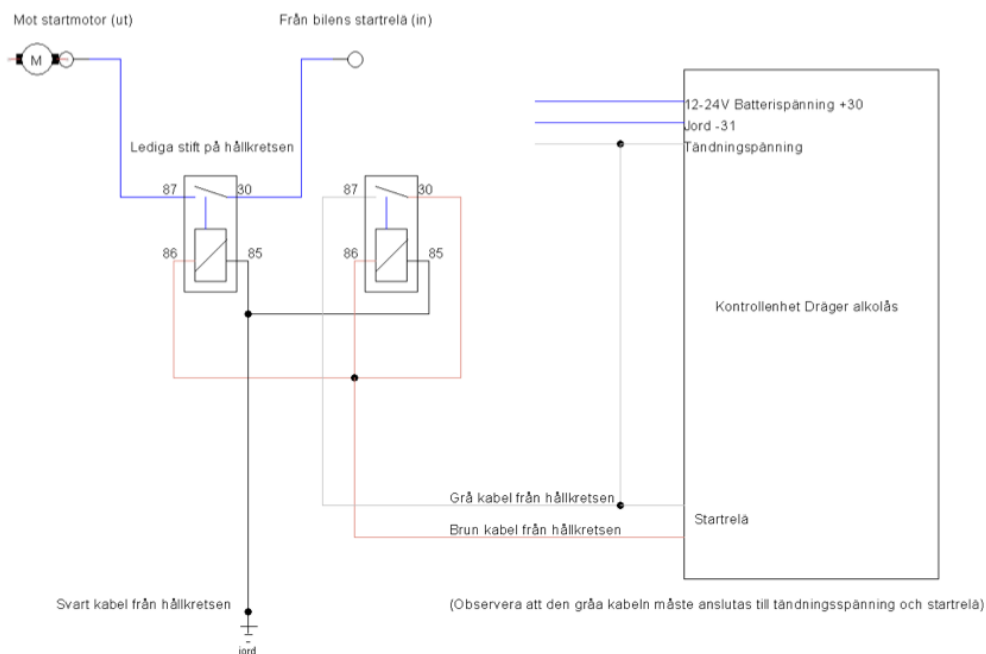 Mot startmotor (ut)
Från bilens startrelä (in)
M
12-24V Batterispänning +30
Jord -31
Tändningspänning
Lediga stift på hållkretsen
87
30
87
30
86
85
86
85
Kontrollenhet Dräger alkolås
Grå kabel från hållkretsen
Startrelä
Brun kabel från hållkretsen
Svart kabel från hållkretsen
(Observera att den gråa kabeln måste anslutas till tändningsspänning och startrelä)
jord